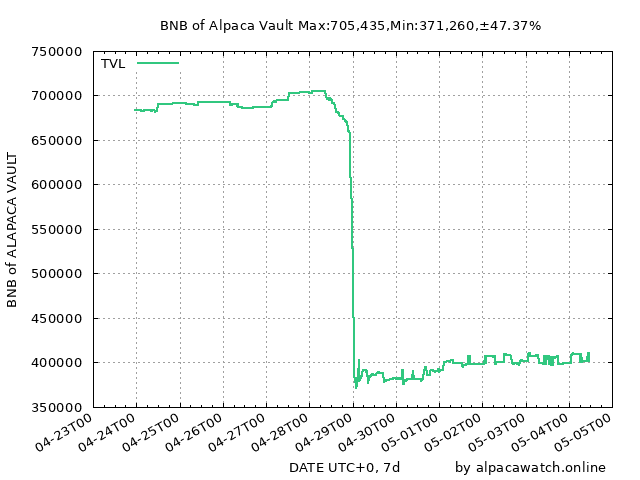 BNB of Alpaca Vault Max:705,435,Min:371,260,±47.37%
TVL
BNB of ALAPACA VAULT
750000
700000
650000
600000
550000
500000
450000
400000
350000
04-23T00
04-24T00
04-25T00
04-26T00
04-27T00
04-28T00
04-29T00
04-30T00
05-01T00
05-02T00
05-03T00
05-04T00
05-05T00
DATE UTC+0, 7d
by alpacawatch.online